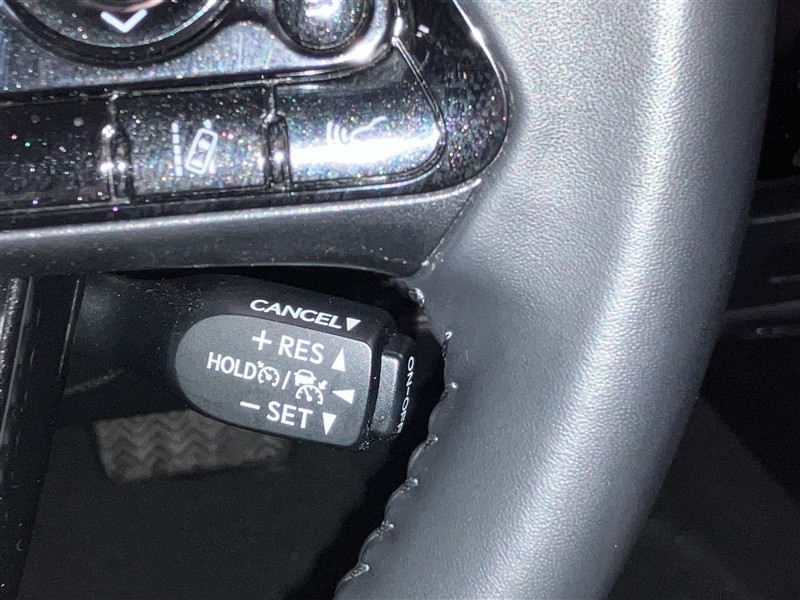 CANCEL▼
+ RES ▲
HOLD / ◀
− SET ▼
ON-OFF